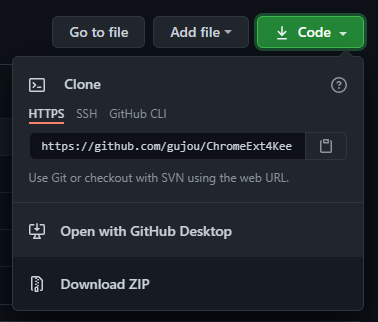 Go to file
Add file
Code
Clone
HTTPS SSH GitHub CLI
https://github.com/gujou/ChromeExt4Kee
Use Git or checkout with SVN using the web URL.
Open with GitHub Desktop
Download ZIP